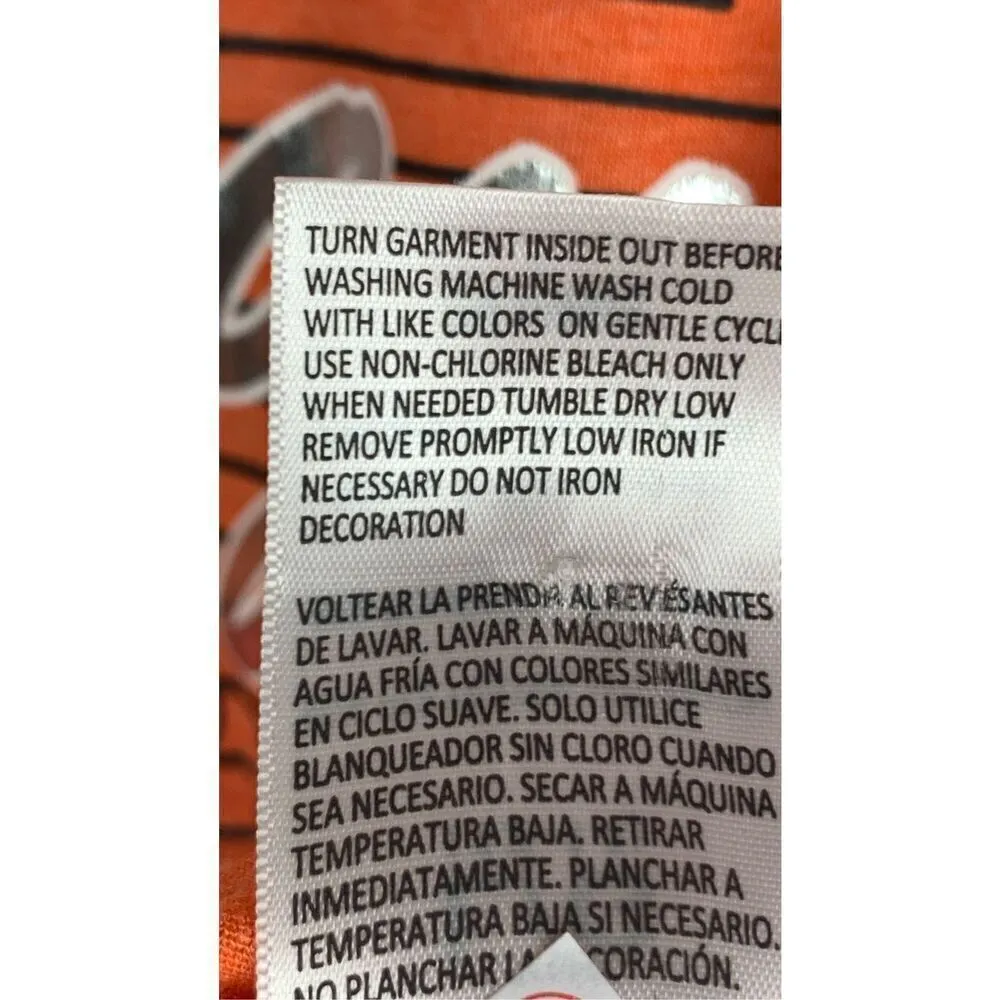 TURN GARMENT INSIDE OUT BEFORE
WASHING MACHINE WASH COLD
WITH LIKE COLORS ON GENTLE CYCL
USE NON-CHLORINE BLEACH ONLY
WHEN NEEDED TUMBLE DRY LOW
REMOVE PROMPTLY LOW IRON IF
NECESSARY DO NOT IRON
DECORATION
VOLTEAR LA PRENDA AL REVÉSANTES
DE LAVAR. LAVAR A MÁQUINA CON
AGUA FRÍA CON COLORES SIMILARES
EN CICLO SUAVE. SOLO UTILICE
BLANQUEADOR SIN CLORO CUANDO
SEA NECESARIO. SECAR A MÁQUINA
TEMPERATURA BAJA. RETIRAR
INMEDIATAMENTE. PLANCHAR A
TEMPERATURA BAJA SI NECESARIO.
NO PLANCHAR CORACIÓN.